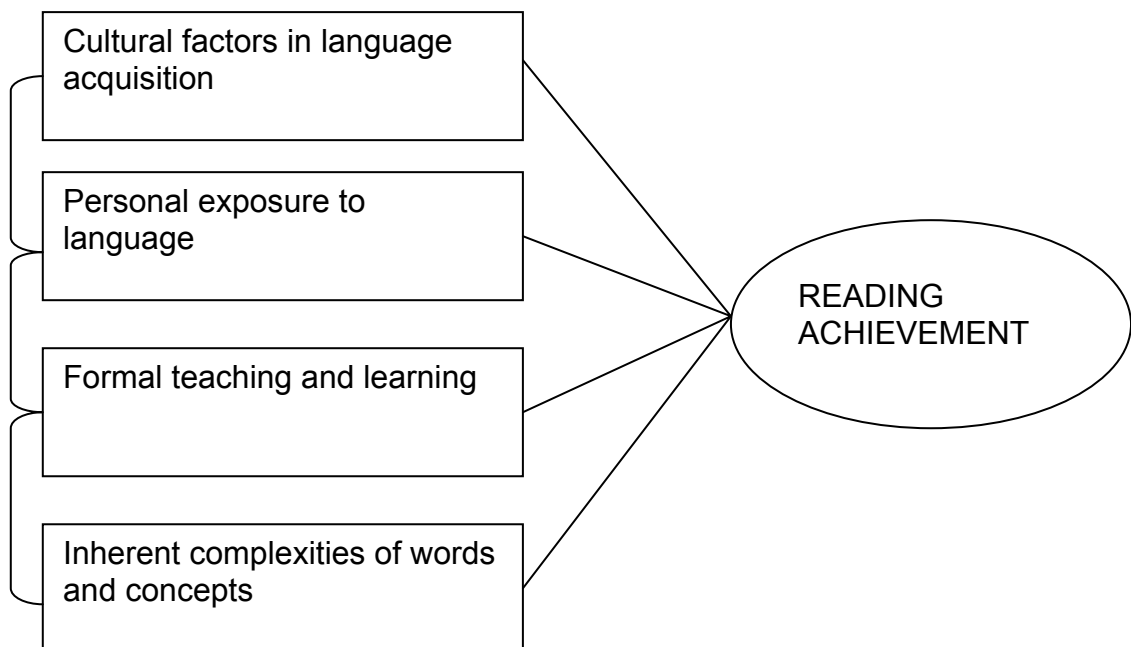 Cultural factors in language
acquisition
Personal exposure to
language
Formal teaching and learning
Inherent complexities of words
and concepts
READING
ACHIEVEMENT